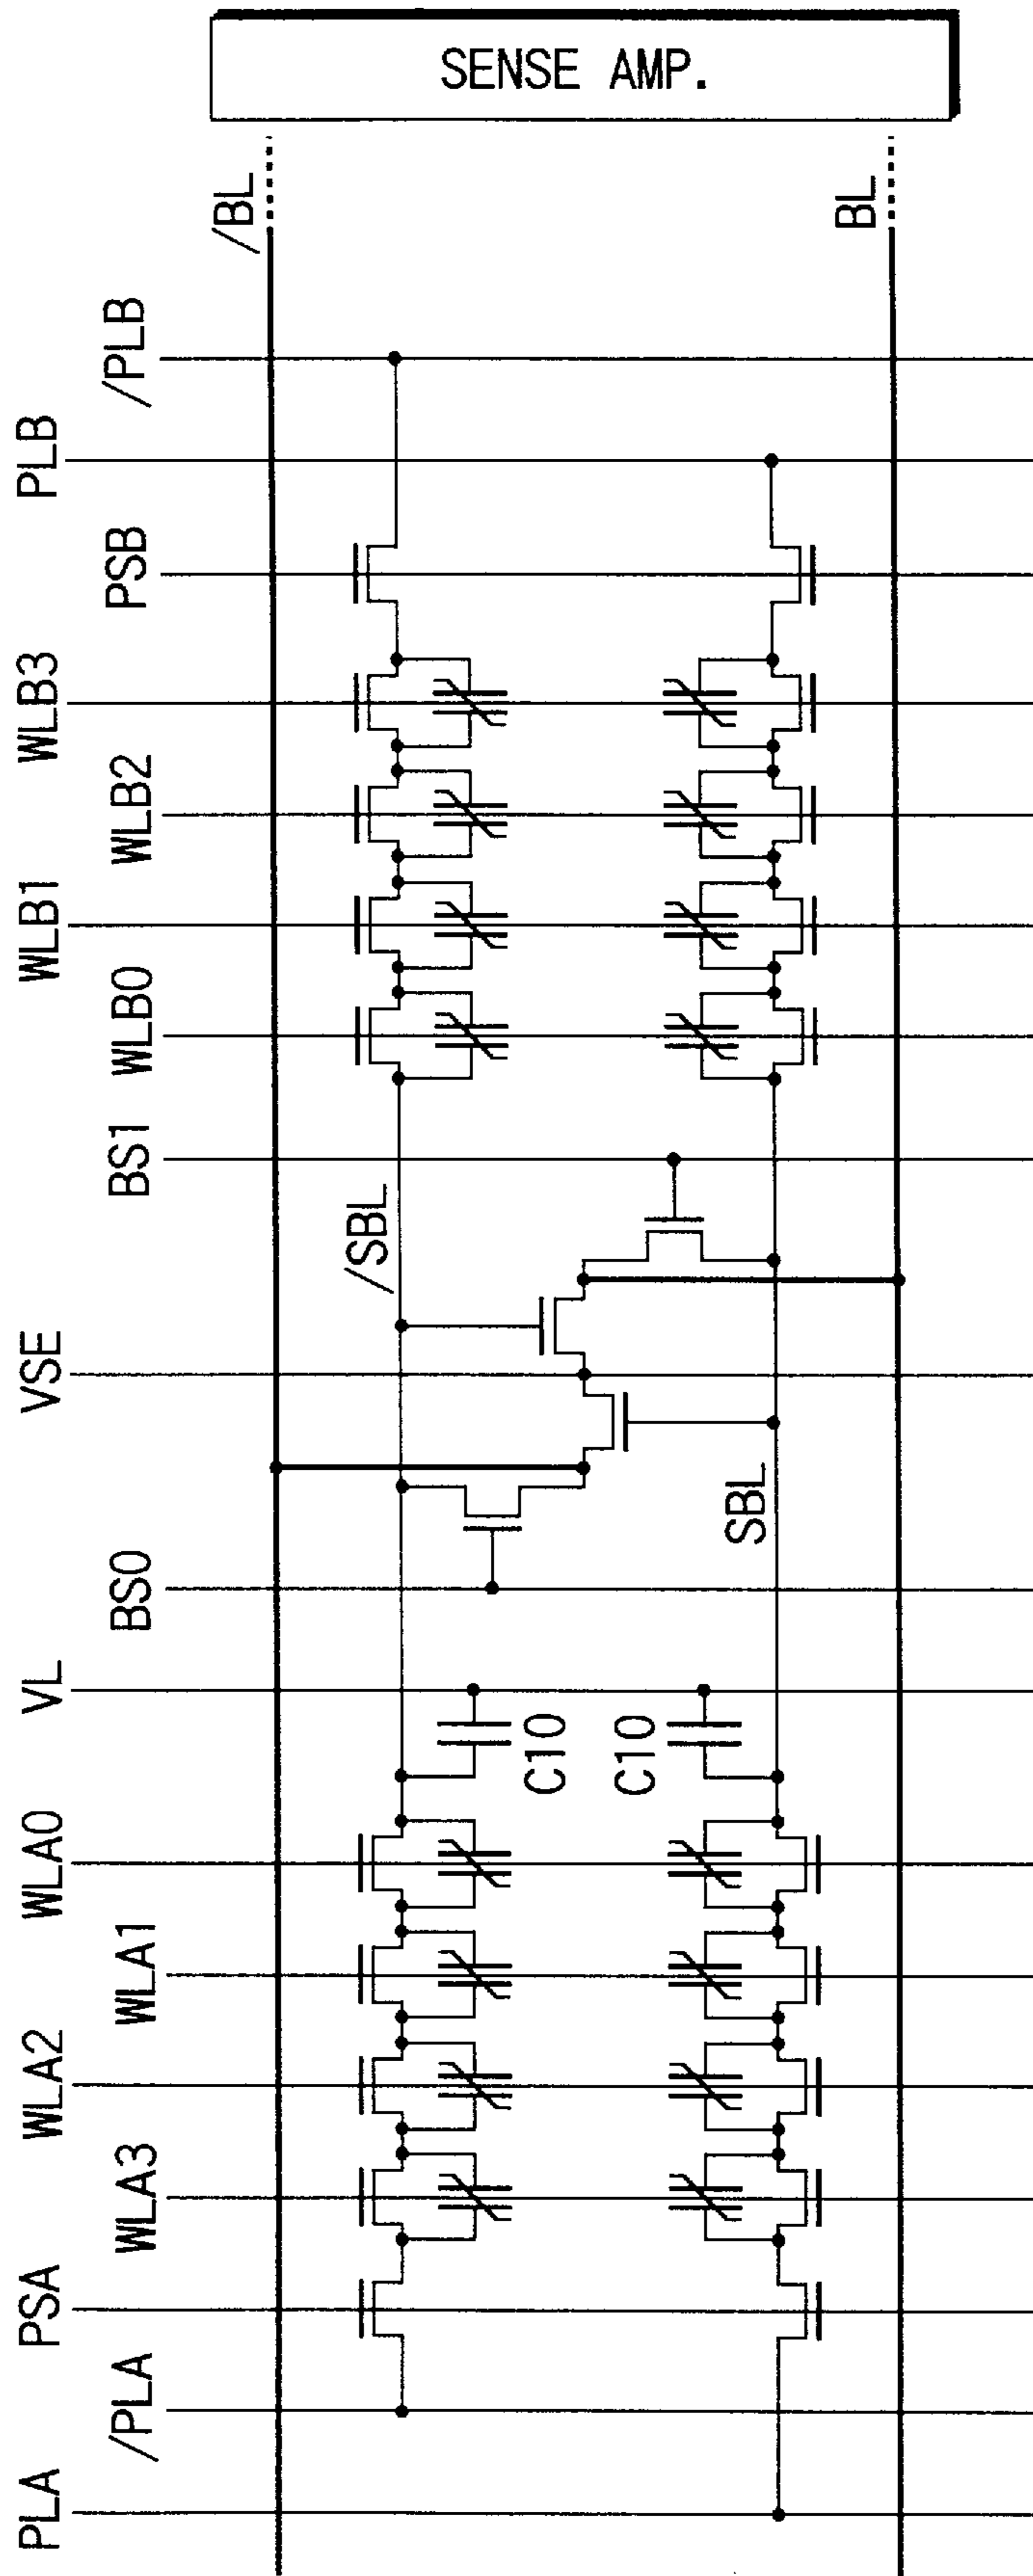 SENSE AMP.
/BL
BL
/PLB
PLB
PSB
WLB3
WLB2
WLB1
WLB0
BS1
/SBL
VSE
SBL
BS0
VL
C10
C10
WLA0
WLA1
WLA2
WLA3
PSA
/PLA
PLA